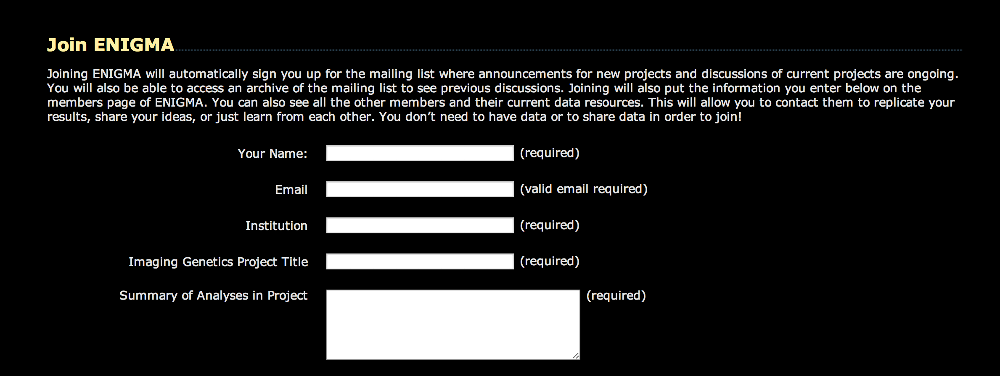 Join ENIGMA
Joining ENIGMA will automatically sign you up for the mailing list where announcements for new projects and discussions of current projects are ongoing.
You will also be able to access an archive of the mailing list to see previous discussions. Joining will also put the information you enter below on the
members page of ENIGMA. You can also see all the other members and their current data resources. This will allow you to contact them to replicate your
results, share your ideas, or just learn from each other. You don’t need to have data or to share data in order to join!
Your Name: (required)
Email (valid email required)
Institution (required)
Imaging Genetics Project Title (required)
Summary of Analyses in Project (required)